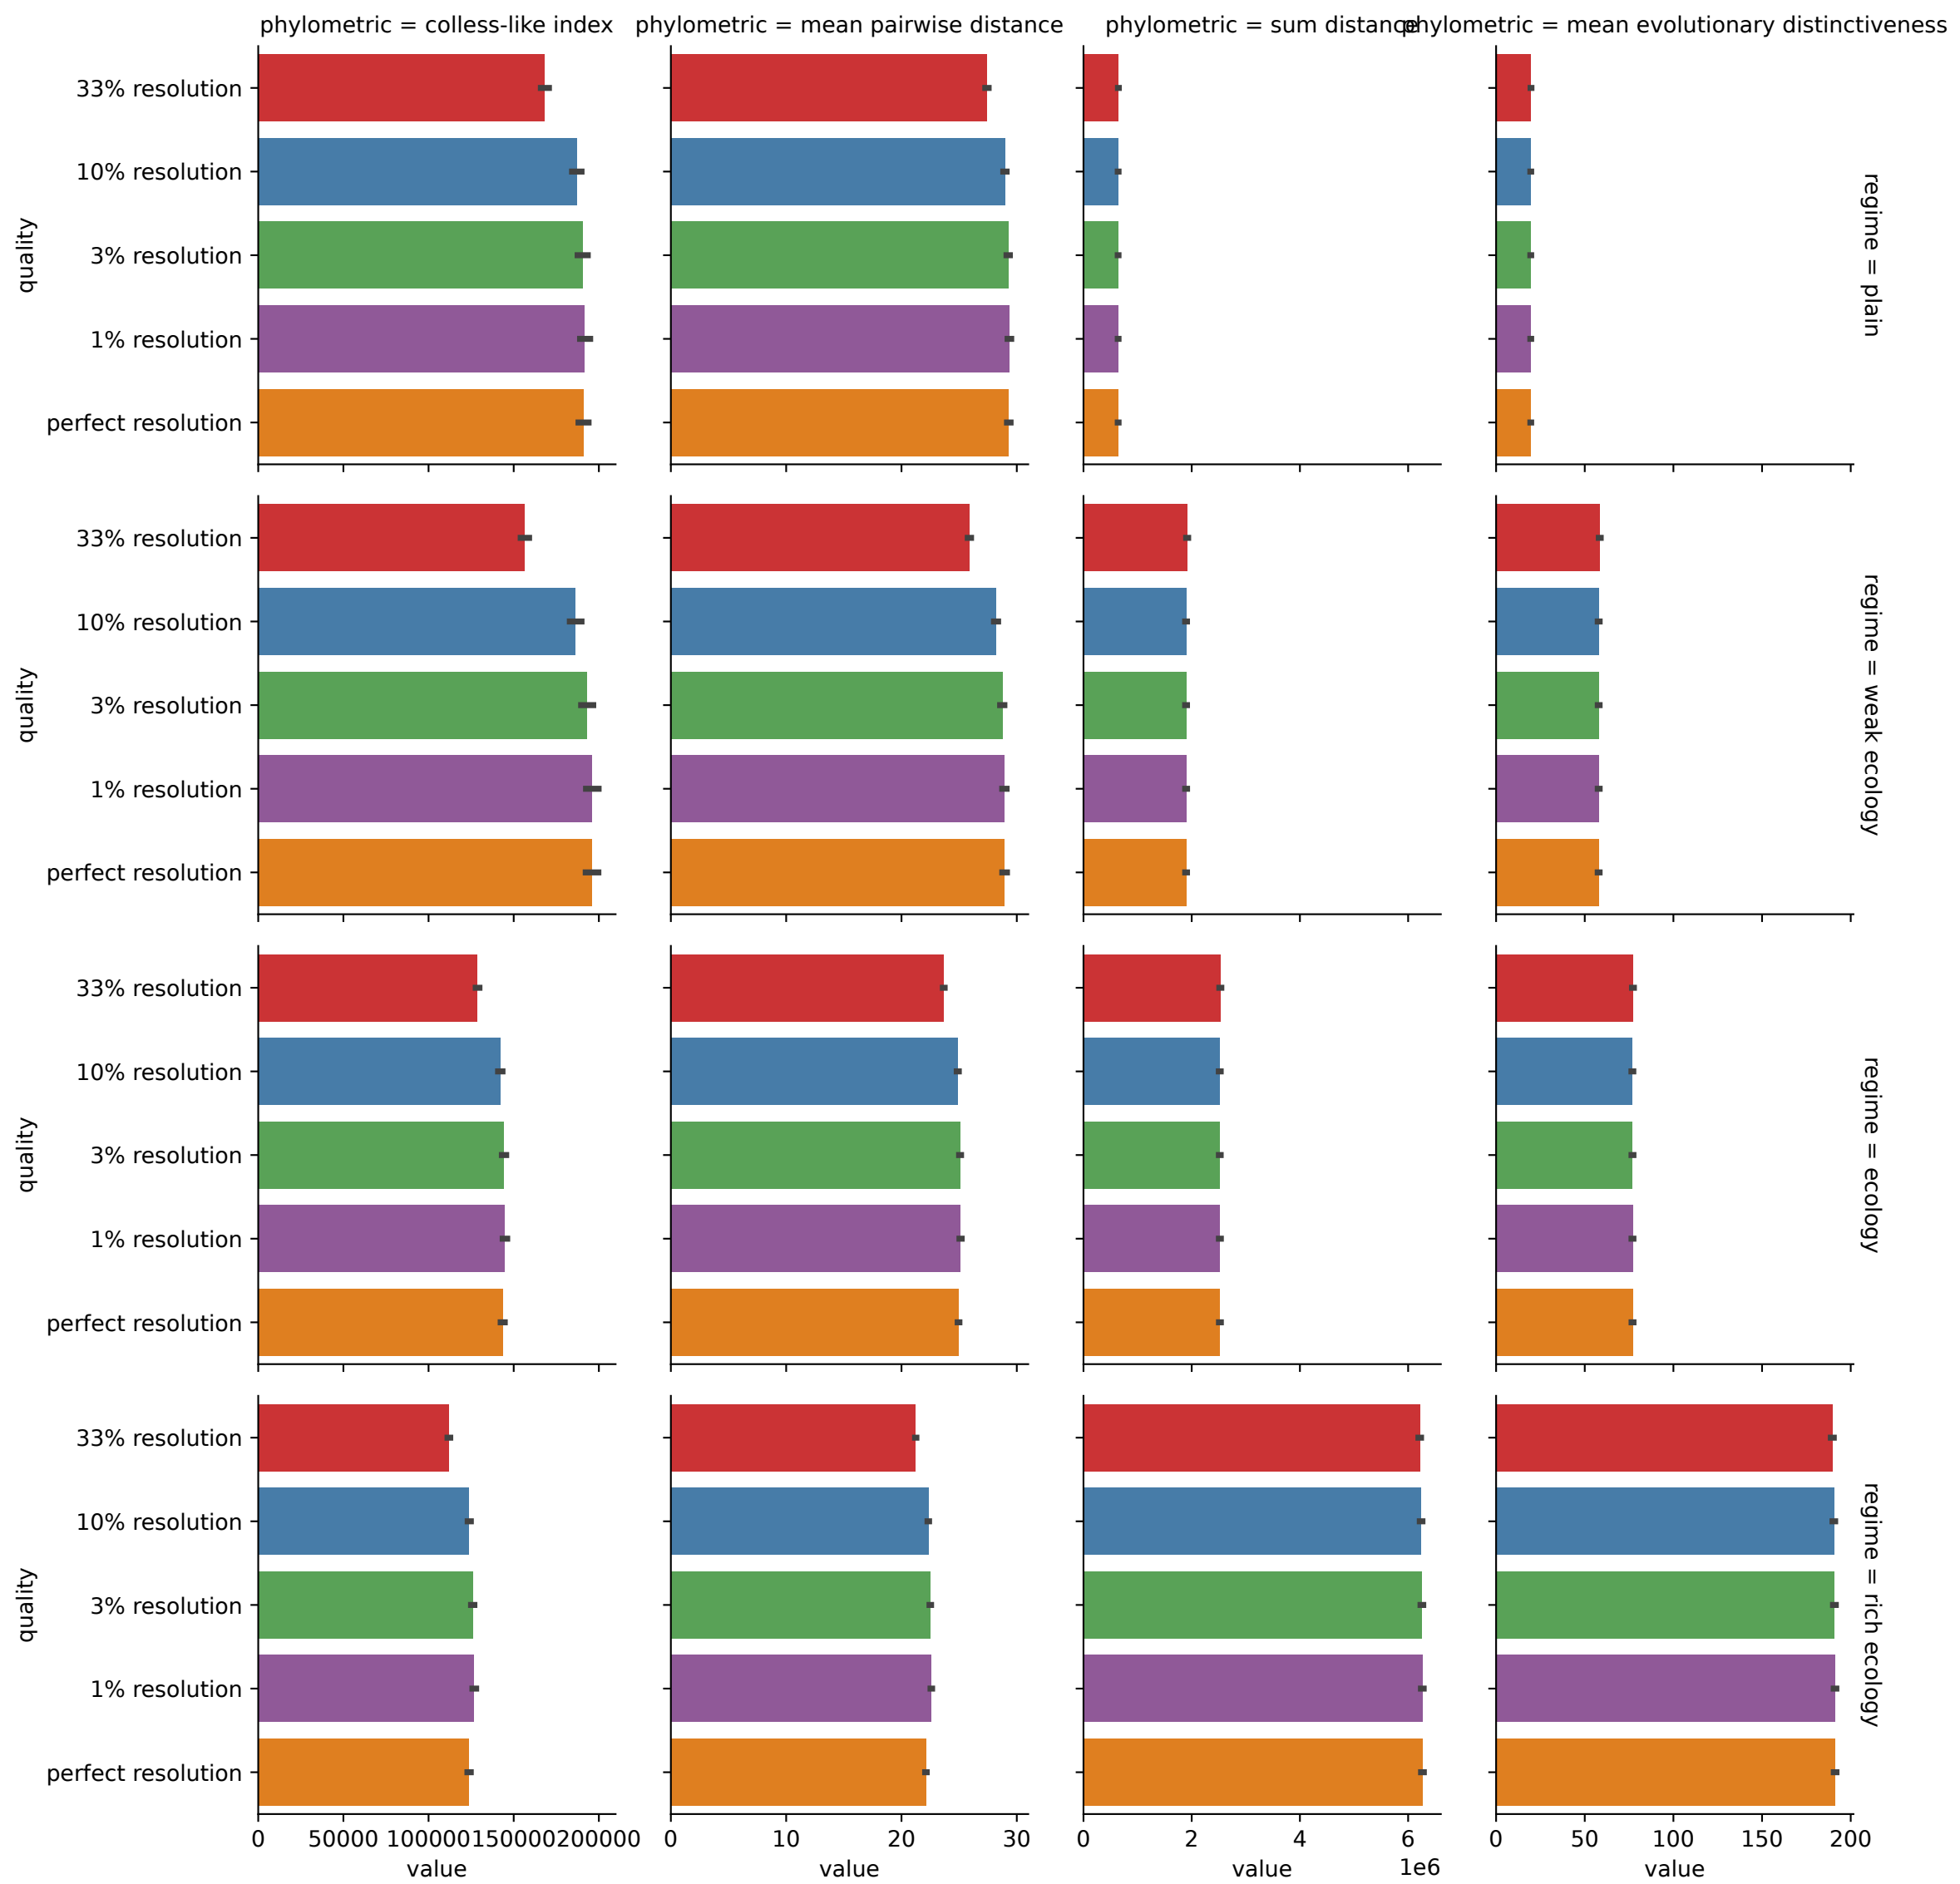 phylometric = colless-like index
phylometric = mean pairwise distance
phylometric = sum distance
phylometric = mean evolutionary distinctiveness
quality
33% resolution
10% resolution
3% resolution
1% resolution
perfect resolution
regime = plain
quality
33% resolution
10% resolution
3% resolution
1% resolution
perfect resolution
regime = weak ecology
quality
33% resolution
10% resolution
3% resolution
1% resolution
perfect resolution
regime = ecology
quality
33% resolution
10% resolution
3% resolution
1% resolution
perfect resolution
regime = rich ecology
0 50000 100000 150000 200000
value
0 10 20 30
value
0 2 4 6
1e6
value
0 50 100 150 200
value